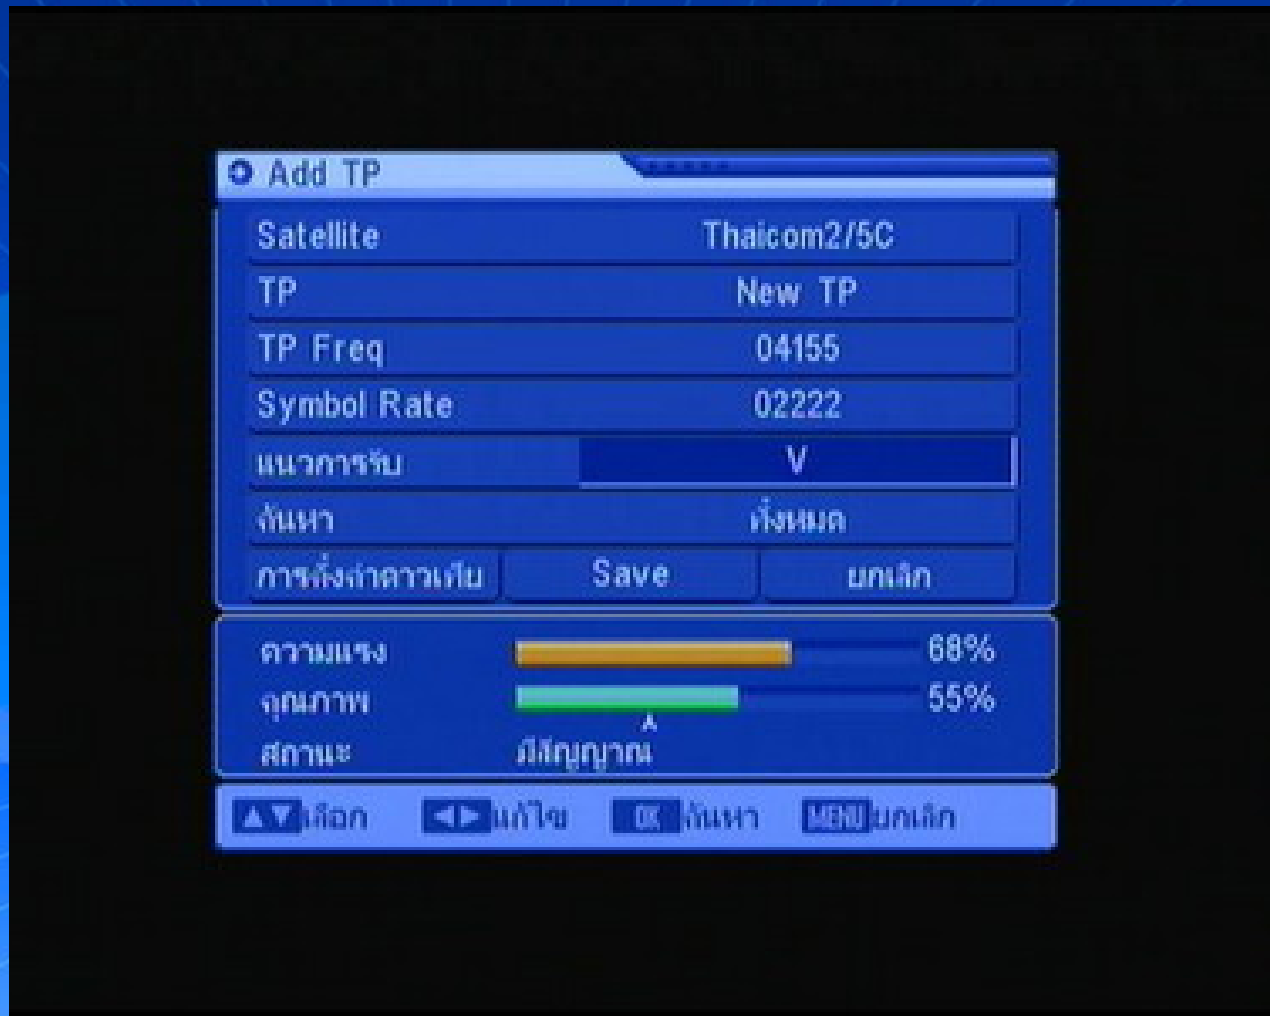 Add TP
Satellite Thaicom2/5C
TP New TP
TP Freq 04155
Symbol Rate 02222
แนวการรับ V
ค้นหา ทั้งหมด
การตั้งค่าดาวเทียม Save ยกเลิก
ความแรง 68%
คุณภาพ 55%
สถานะ มีสัญญาณ
เลือก แก้ไข OK ค้นหา MENU ยกเลิก